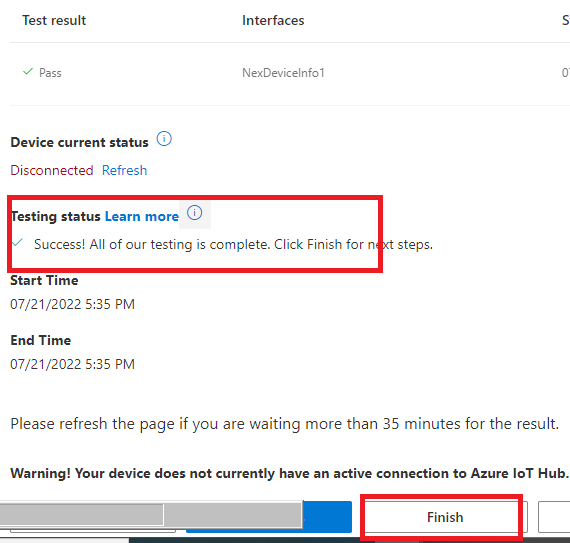 Test result Interfaces S
Pass NexDeviceInfo1 07
Device current status
Disconnected Refresh
Testing status Learn more
Success! All of our testing is complete. Click Finish for next steps.
Start Time
07/21/2022 5:35 PM
End Time
07/21/2022 5:35 PM
Please refresh the page if you are waiting more than 35 minutes for the result.
Warning! Your device does not currently have an active connection to Azure IoT Hub.
Finish